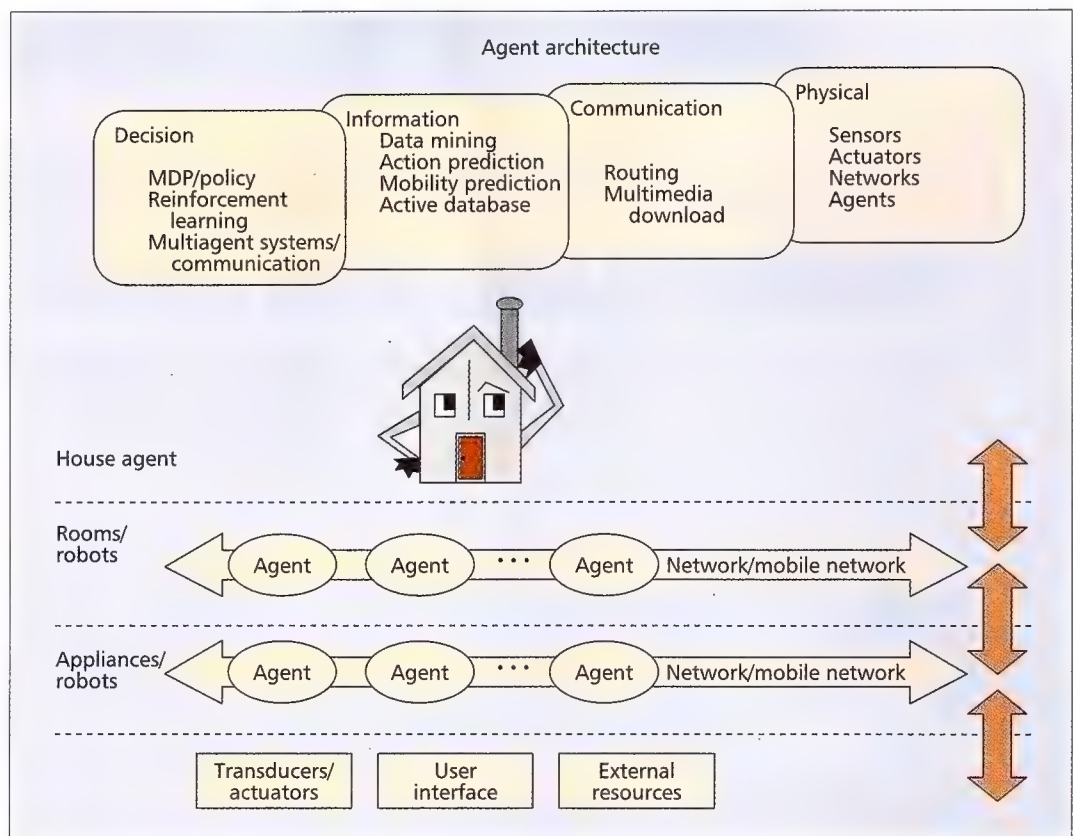 Agent architecture
Decision
MDP/policy
Reinforcement
learning
Multiagent systems/
communication
Information
Data mining
Action prediction
Mobility prediction
Active database
Communication
Routing
Multimedia
download
Physical
Sensors
Actuators
Networks
Agents
House agent
Rooms/
robots
Agent Agent ... Agent Network/mobile network
Appliances/
robots
Agent Agent ... Agent Network/mobile network
Transducers/
actuators
User
interface
External
resources